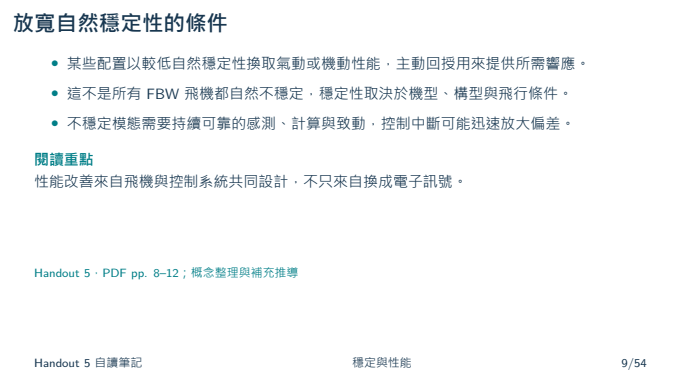 放寬自然穩定性的條件
• 某些配置以較低自然穩定性換取氣動或機動性能，主動回授用來提供所需響應。
• 這不是所有 FBW 飛機都自然不穩定，穩定性取決於機型、構型與飛行條件。
• 不穩定模態需要持續可靠的感測、計算與致動，控制中斷可能迅速放大偏差。
閱讀重點
性能改善來自飛機與控制系統共同設計，不只來自換成電子訊號。
Handout 5 · PDF pp. 8–12；概念整理與補充推導
Handout 5 自讀筆記
穩定與性能
9/54